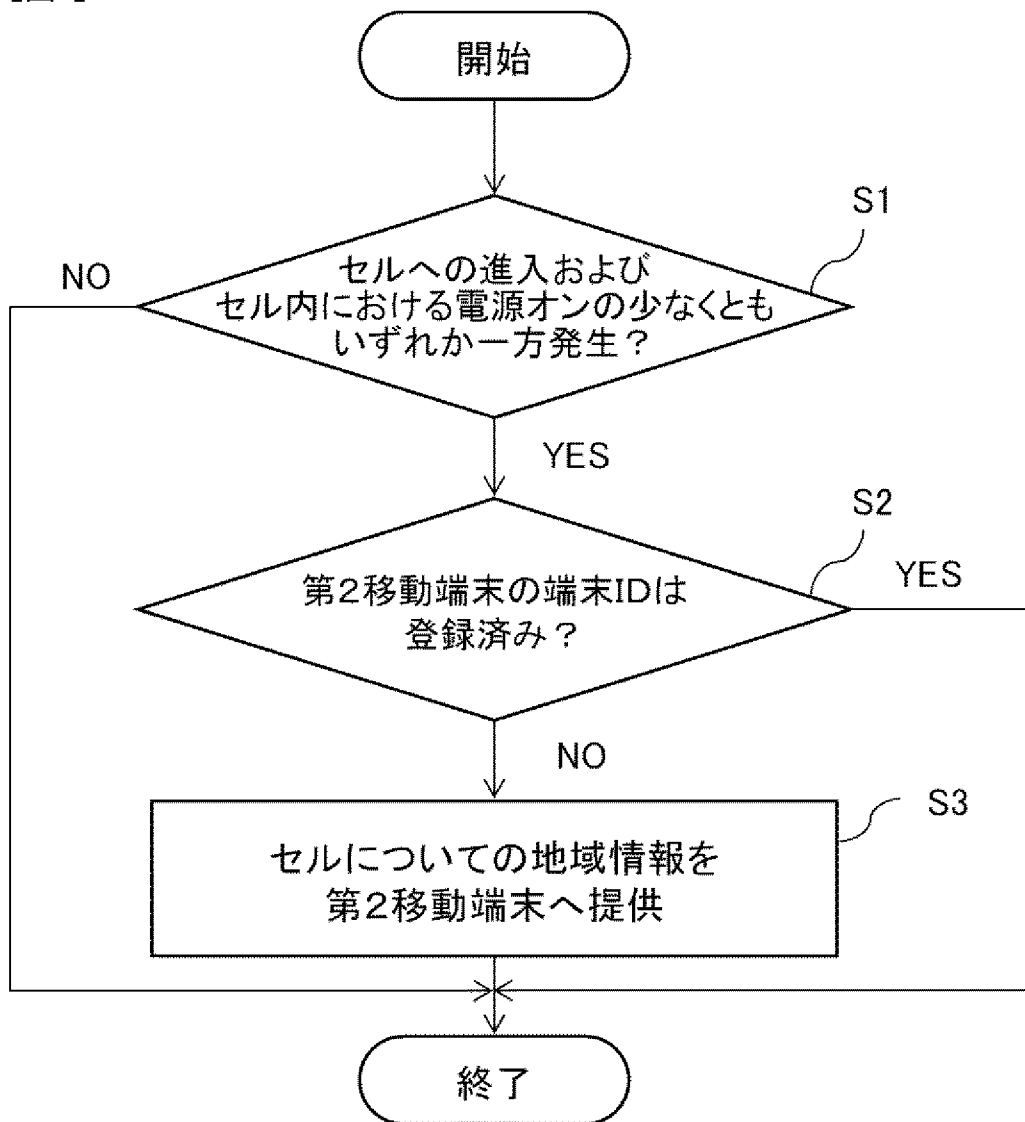 開始
S1
NO
セルへの進入および
セル内における電源オンの少なくとも
いずれか一方発生？
YES
S2
第2移動端末の端末IDは
登録済み？
YES
NO
S3
セルについての地域情報を
第2移動端末へ提供
終了